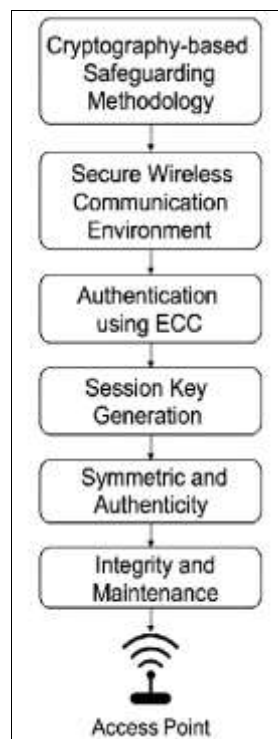 Cryptography-based
Safeguarding
Methodology
Secure Wireless
Communication
Environment
Authentication
using ECC
Session Key
Generation
Symmetric and
Authenticity
Integrity and
Maintenance
Access Point